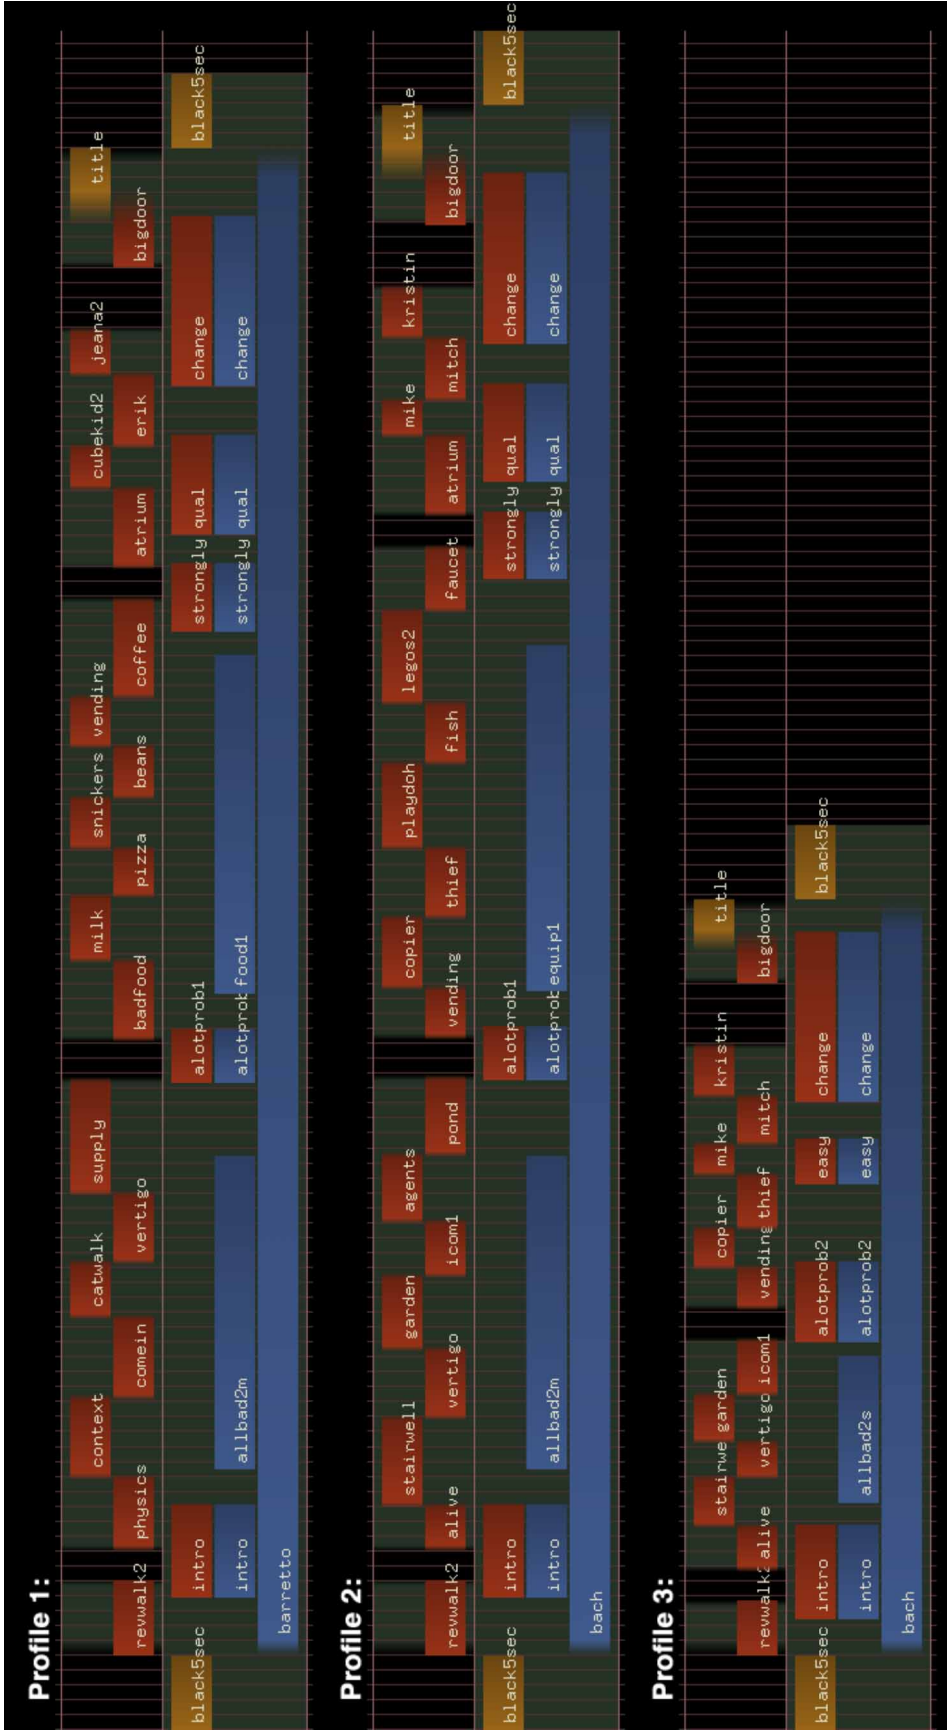 Profile 1:
title
cubekid2 jeana2
snickers vending
milk
supply
catwalk
context
bigdoor
erik
atrium
coffee
beans
pizza
badfood
vertigo
comein
physics
revwalk2
black5sec
intro
alotprob1
strongly qual
change
black5sec
intro
allbad2m
alotprob food1
strongly qual
change
barretto
Profile 2:
stairwell
garden
agents
copier
playdoh
legos2
mike
kristin
title
revwalk2
alive
vertigo
icom1
pond
vending
thief
fish
faucet
atrium
mitch
bigdoor
black5sec
intro
alotprob1
strongly qual
change
black5sec
intro
allbad2m
alotprob equip1
strongly qual
change
bach
Profile 3:
stairwe garden
copier
mike
kristin
title
revwalk2 alive
vertigo icom1
vending thief
mitch
bigdoor
black5sec
intro
alotprob2
easy
change
black5sec
intro
allbad2s
alotprob2
easy
change
bach